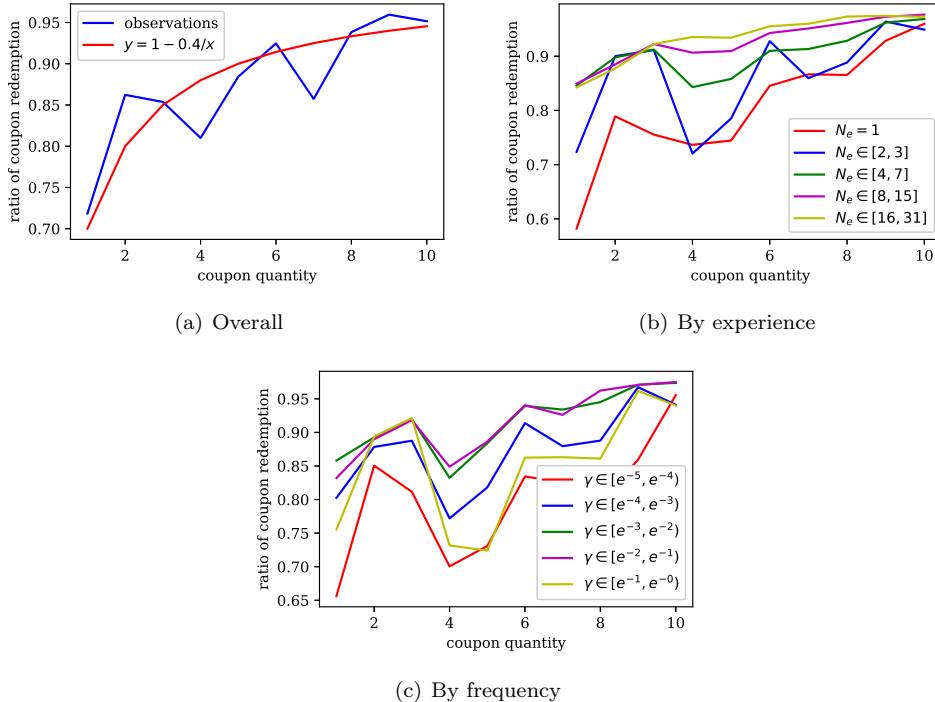 observations
y = 1 − 0.4/x
0.95
0.90
0.85
0.80
0.75
0.70
ratio of coupon redemption
2 4 6 8 10
coupon quantity
(a) Overall
0.9
0.8
0.7
0.6
ratio of coupon redemption
N_e = 1
N_e ∈ [2, 3]
N_e ∈ [4, 7]
N_e ∈ [8, 15]
N_e ∈ [16, 31]
2 4 6 8 10
coupon quantity
(b) By experience
0.95
0.90
0.85
0.80
0.75
0.70
0.65
ratio of coupon redemption
γ ∈ [e⁻⁵, e⁻⁴)
γ ∈ [e⁻⁴, e⁻³)
γ ∈ [e⁻³, e⁻²)
γ ∈ [e⁻², e⁻¹)
γ ∈ [e⁻¹, e⁻⁰)
2 4 6 8 10
coupon quantity
(c) By frequency